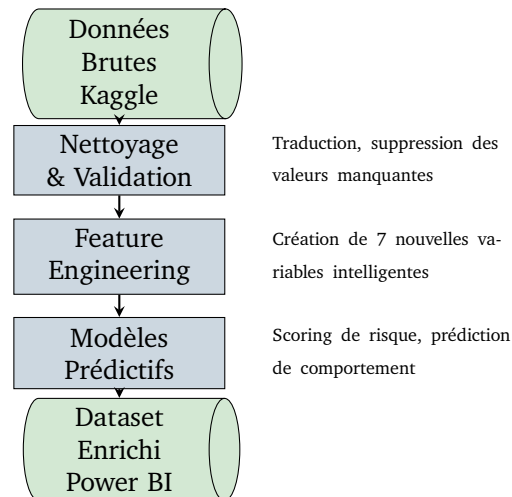 Données
Brutes
Kaggle
Nettoyage
& Validation
Traduction, suppression des
valeurs manquantes
Feature
Engineering
Création de 7 nouvelles va-
riables intelligentes
Modèles
Prédictifs
Scoring de risque, prédiction
de comportement
Dataset
Enrichi
Power BI